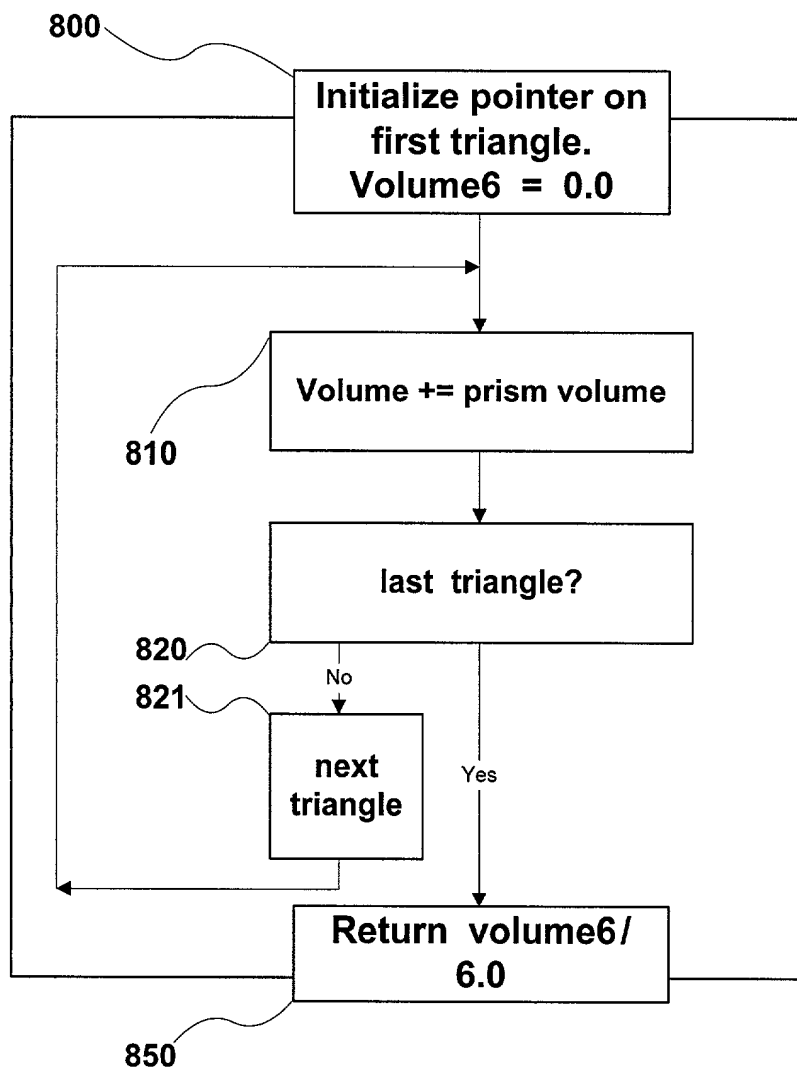 800
Initialize pointer on
first triangle.
Volume6 = 0.0
Volume += prism volume
810
last triangle?
820
No
821
next
triangle
Yes
Return volume6/
6.0
850